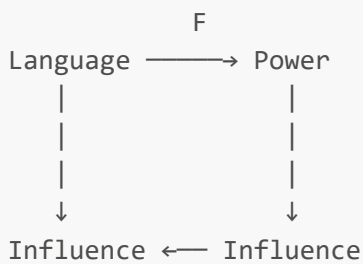 F
Language ────→ Power
| |
| |
| |
↓ ↓
Influence ←── Influence